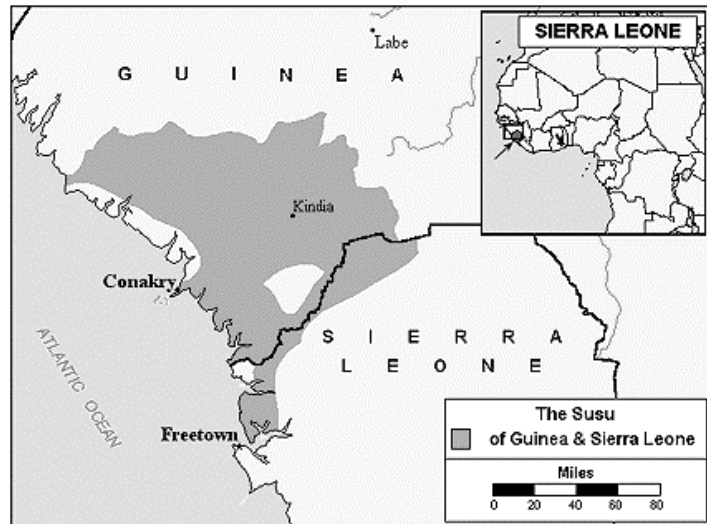 SIERRA LEONE
Labe
G U I N E A
Kindia
Conakry
S I E R R A
L E O N E
ATLANTIC OCEAN
Freetown
The Susu
of Guinea & Sierra Leone
Miles
0 20 40 60 80